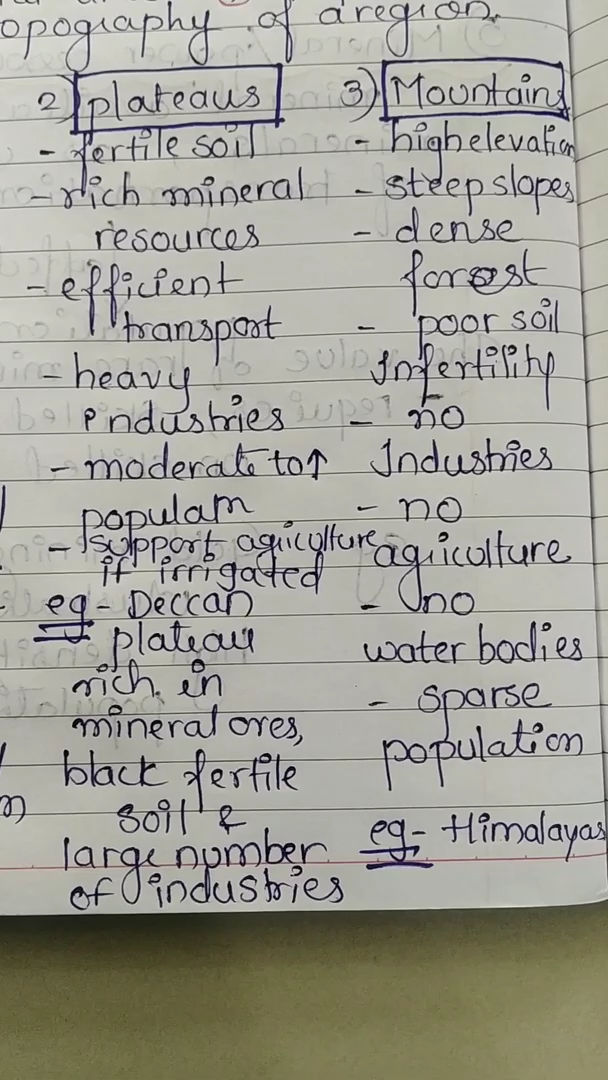 opography of a region.
2) plateaus
- fertile soil
- rich mineral
resources
- efficient
transport
- heavy
industries
- moderate to ↑
populam
- support agriculture
if irrigated
eg - Deccan
plateau
rich in
mineral ores,
black fertile
soil &
large number
of industries
3) Mountains
- high elevation
- steep slopes
- dense
forest
- poor soil
Infertility
- no
Industries
- no
agriculture
- no
water bodies
- sparse
population
eg - Himalayas